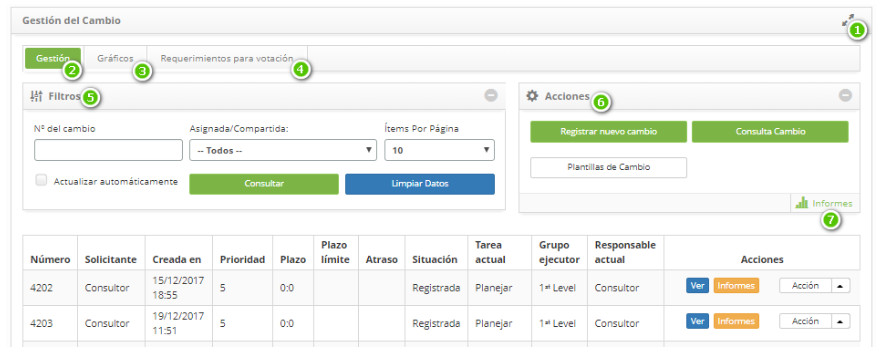 Gestión del Cambio
1
Gestión Gráficos Requerimientos para votación
2 3 4
Filtros 5
Acciones 6
Nº del cambio Asignada/Compartida: Ítems Por Página
-- Todos -- 10
Actualizar automáticamente Consultar Limpiar Datos
Registrar nuevo cambio Consulta Cambio
Plantillas de Cambio
Informes
7
Número Solicitante Creada en Prioridad Plazo Plazo límite Atraso Situación Tarea actual Grupo ejecutor Responsable actual Acciones
4202 Consultor 15/12/2017 18:55 5 0:0 Registrada Planejar 1st Level Consultor Ver Informes Acción
4203 Consultor 19/12/2017 11:51 5 0:0 Registrada Planejar 1st Level Consultor Ver Informes Acción